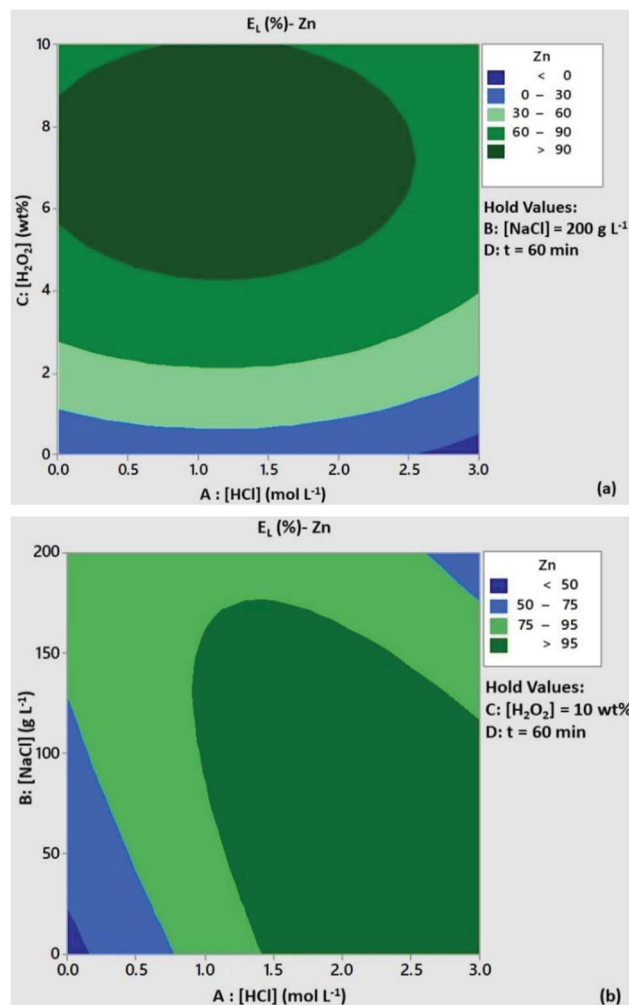 E_L (%)- Zn
10
8
6
4
2
0
C: [H₂O₂] (wt%)
0.0 0.5 1.0 1.5 2.0 2.5 3.0
A : [HCl] (mol L⁻¹)
Zn
< 0
0 – 30
30 – 60
60 – 90
> 90
Hold Values:
B: [NaCl] = 200 g L⁻¹
D: t = 60 min
(a)
E_L (%)- Zn
200
150
100
50
0
B: [NaCl] (g L⁻¹)
0.0 0.5 1.0 1.5 2.0 2.5 3.0
A : [HCl] (mol L⁻¹)
Zn
< 50
50 – 75
75 – 95
> 95
Hold Values:
C: [H₂O₂] = 10 wt%
D: t = 60 min
(b)